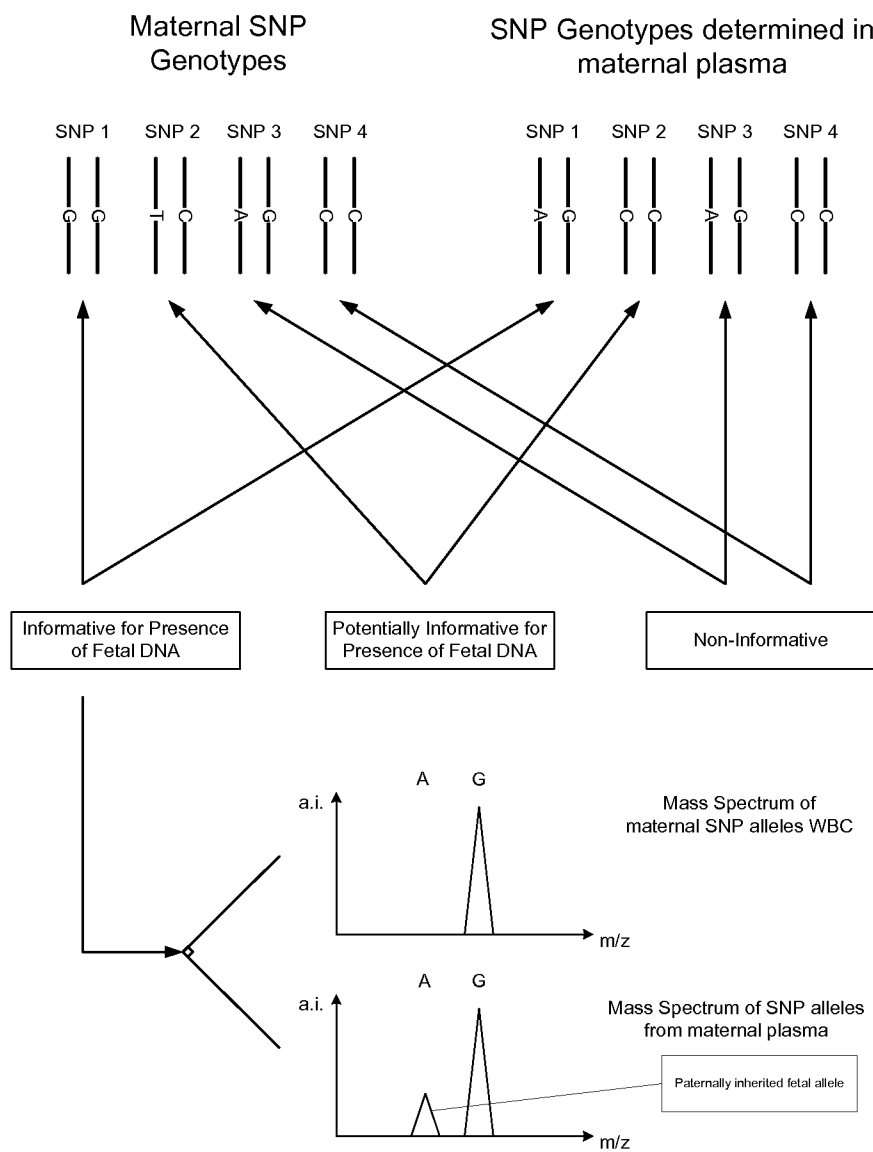 Maternal SNP
Genotypes
SNP Genotypes determined in
maternal plasma
SNP 1 SNP 2 SNP 3 SNP 4
SNP 1 SNP 2 SNP 3 SNP 4
G G T C A G C C
A G C C A G C C
Informative for Presence
of Fetal DNA
Potentially Informative for
Presence of Fetal DNA
Non-Informative
A G
a.i.
m/z
Mass Spectrum of
maternal SNP alleles WBC
A G
a.i.
m/z
Mass Spectrum of SNP alleles
from maternal plasma
Paternally inherited fetal allele